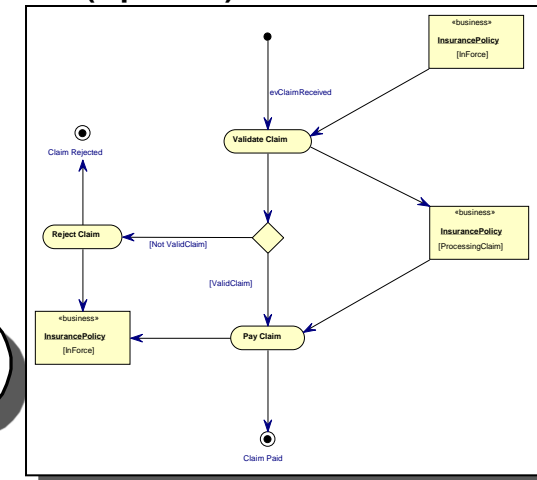 «business»
InsurancePolicy
[InForce]
evClaimReceived
Validate Claim
Claim Rejected
Reject Claim
[Not ValidClaim]
«business»
InsurancePolicy
[ProcessingClaim]
[ValidClaim]
«business»
InsurancePolicy
[InForce]
Pay Claim
Claim Paid